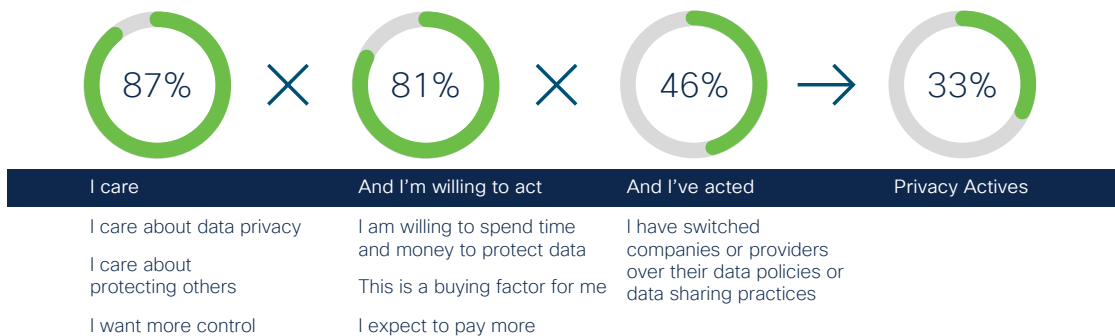 87%
81%
46%
33%
I care
And I’m willing to act
And I’ve acted
Privacy Actives
I care about data privacy
I care about
protecting others
I want more control
I am willing to spend time
and money to protect data
This is a buying factor for me
I expect to pay more
I have switched
companies or providers
over their data policies or
data sharing practices